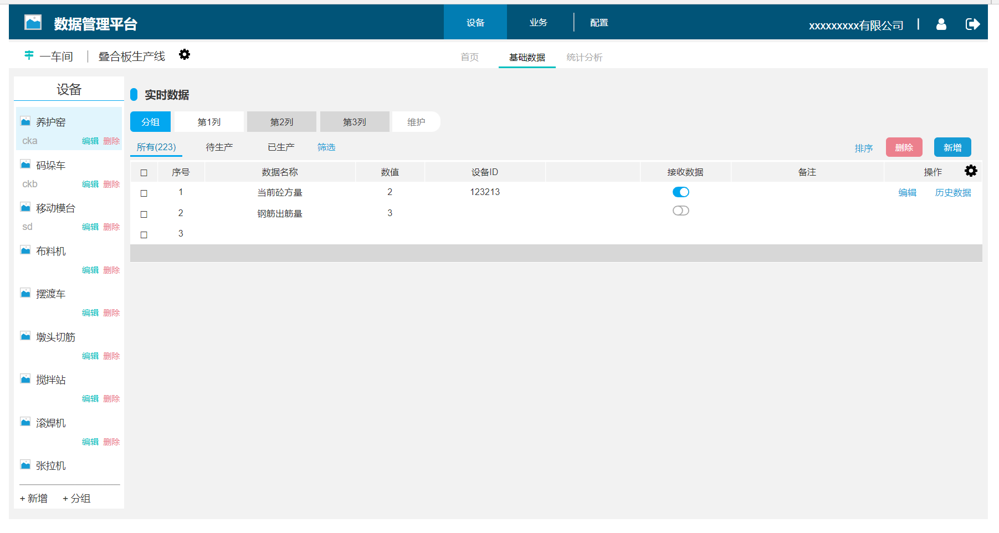 数据管理平台 设备 业务 配置 xxxxxxxxx有限公司
一车间 叠合板生产线 首页 基础数据 统计分析
设备
养护窑
cka 编辑 删除
码垛车
ckb 编辑 删除
移动模台
sd 编辑 删除
布料机
编辑 删除
摆渡车
编辑 删除
墩头切筋
编辑 删除
搅拌站
编辑 删除
滚焊机
编辑 删除
张拉机
+ 新增 + 分组
实时数据
分组 第1列 第2列 第3列 维护
所有(223) 待生产 已生产 筛选 排序 删除 新增
序号 数据名称 数值 设备ID 接收数据 备注 操作
1 当前砼方量 2 123213 编辑 历史数据
2 钢筋出筋量 3
3